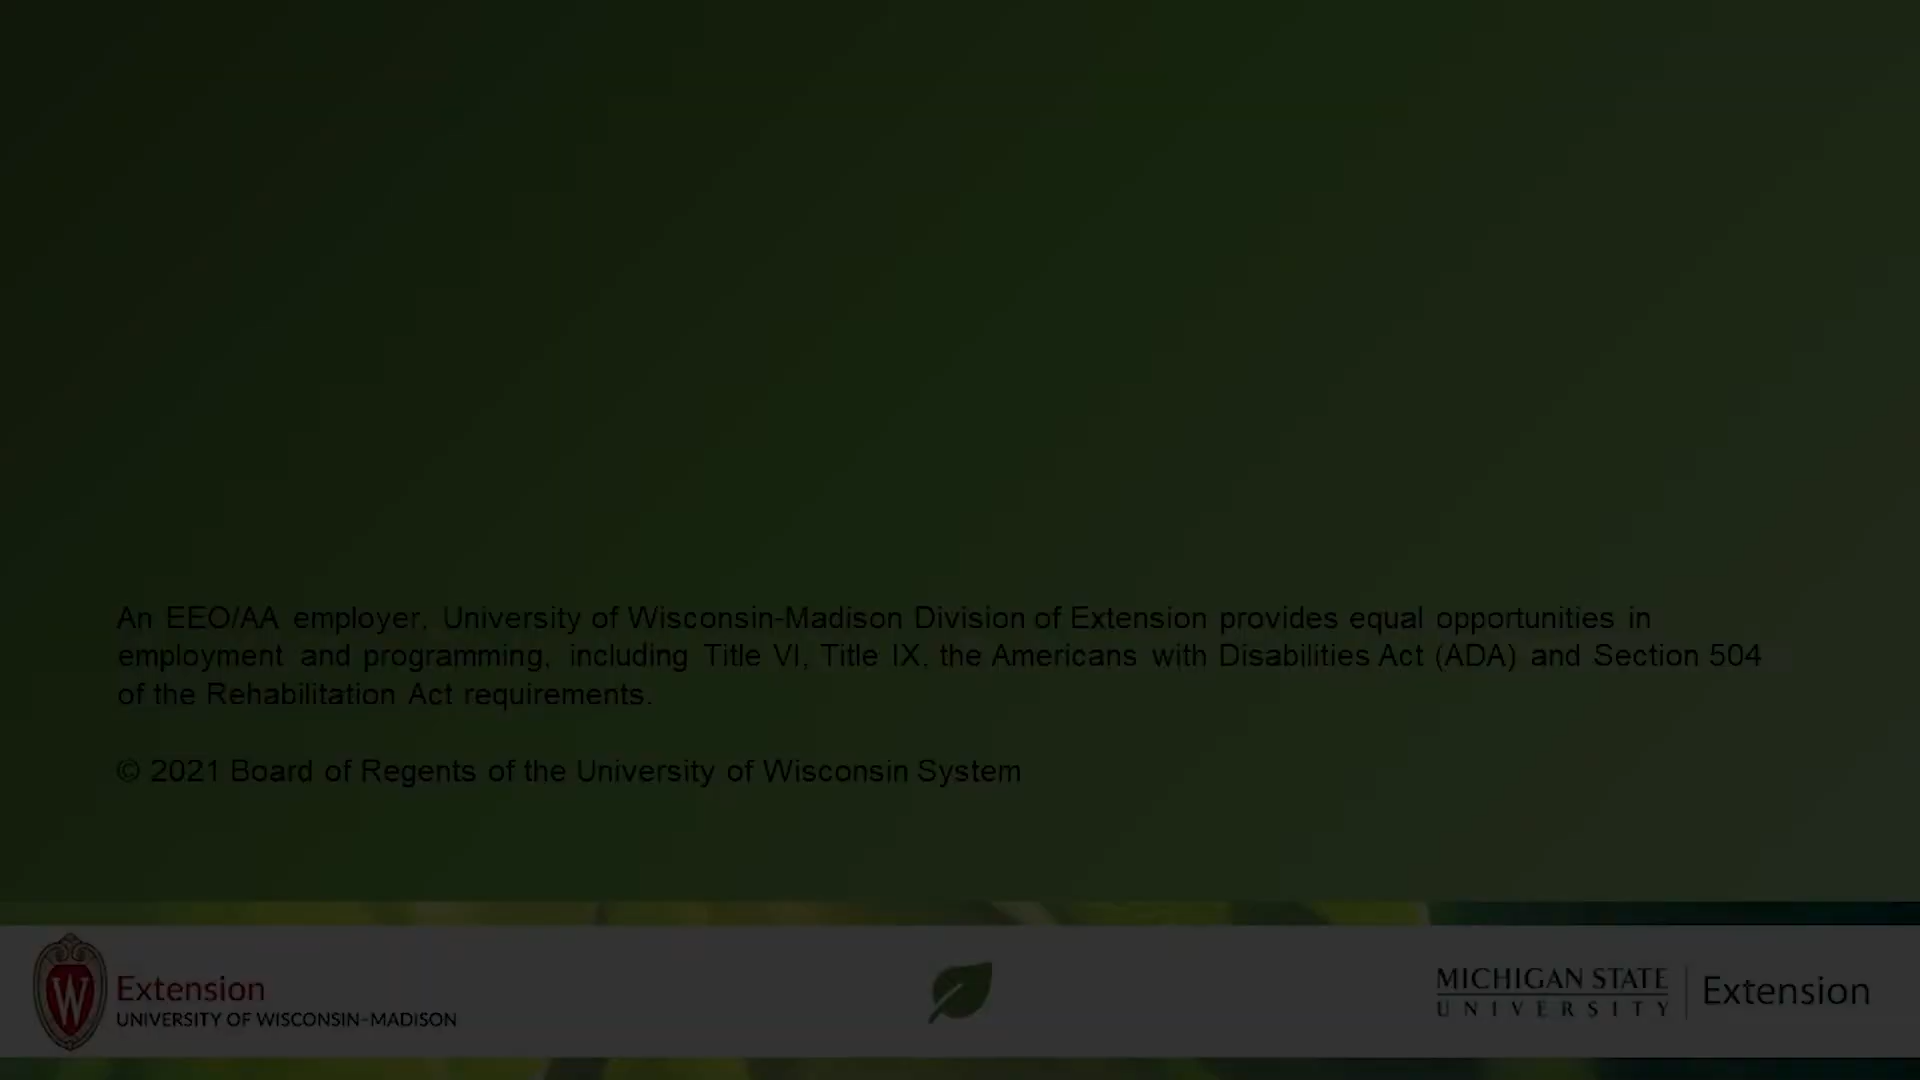 An EEO/AA employer, University of Wisconsin-Madison Division of Extension provides equal opportunities in
employment and programming, including Title VI, Title IX, the Americans with Disabilities Act (ADA) and Section 504
of the Rehabilitation Act requirements.
© 2021 Board of Regents of the University of Wisconsin System
W
Extension
UNIVERSITY OF WISCONSIN–MADISON
MICHIGAN STATE
UNIVERSITY
Extension